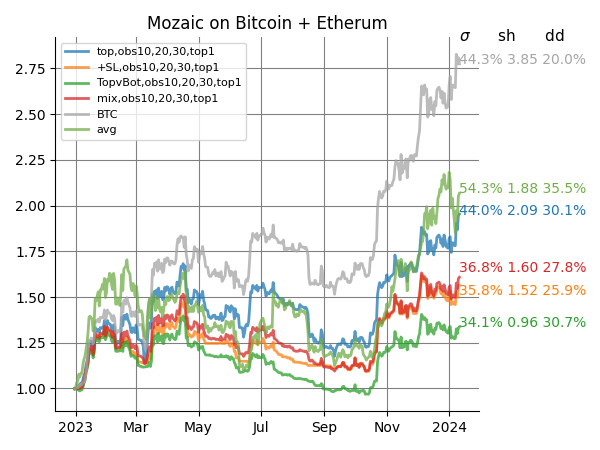 Mozaic on Bitcoin + Etherum
σ sh dd
top,obs10,20,30,top1
+SL,obs10,20,30,top1
TopvBot,obs10,20,30,top1
mix,obs10,20,30,top1
BTC
avg
44.3% 3.85 20.0%
54.3% 1.88 35.5%
44.0% 2.09 30.1%
36.8% 1.60 27.8%
35.8% 1.52 25.9%
34.1% 0.96 30.7%
2.75
2.50
2.25
2.00
1.75
1.50
1.25
1.00
2023 Mar May Jul Sep Nov 2024